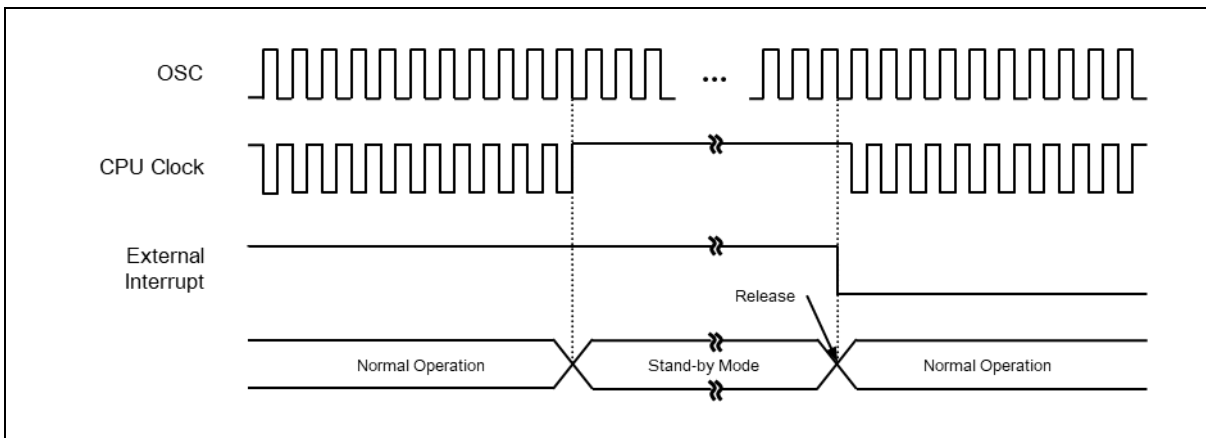 OSC
...
CPU Clock
External
Interrupt
Release
Normal Operation
Stand-by Mode
Normal Operation